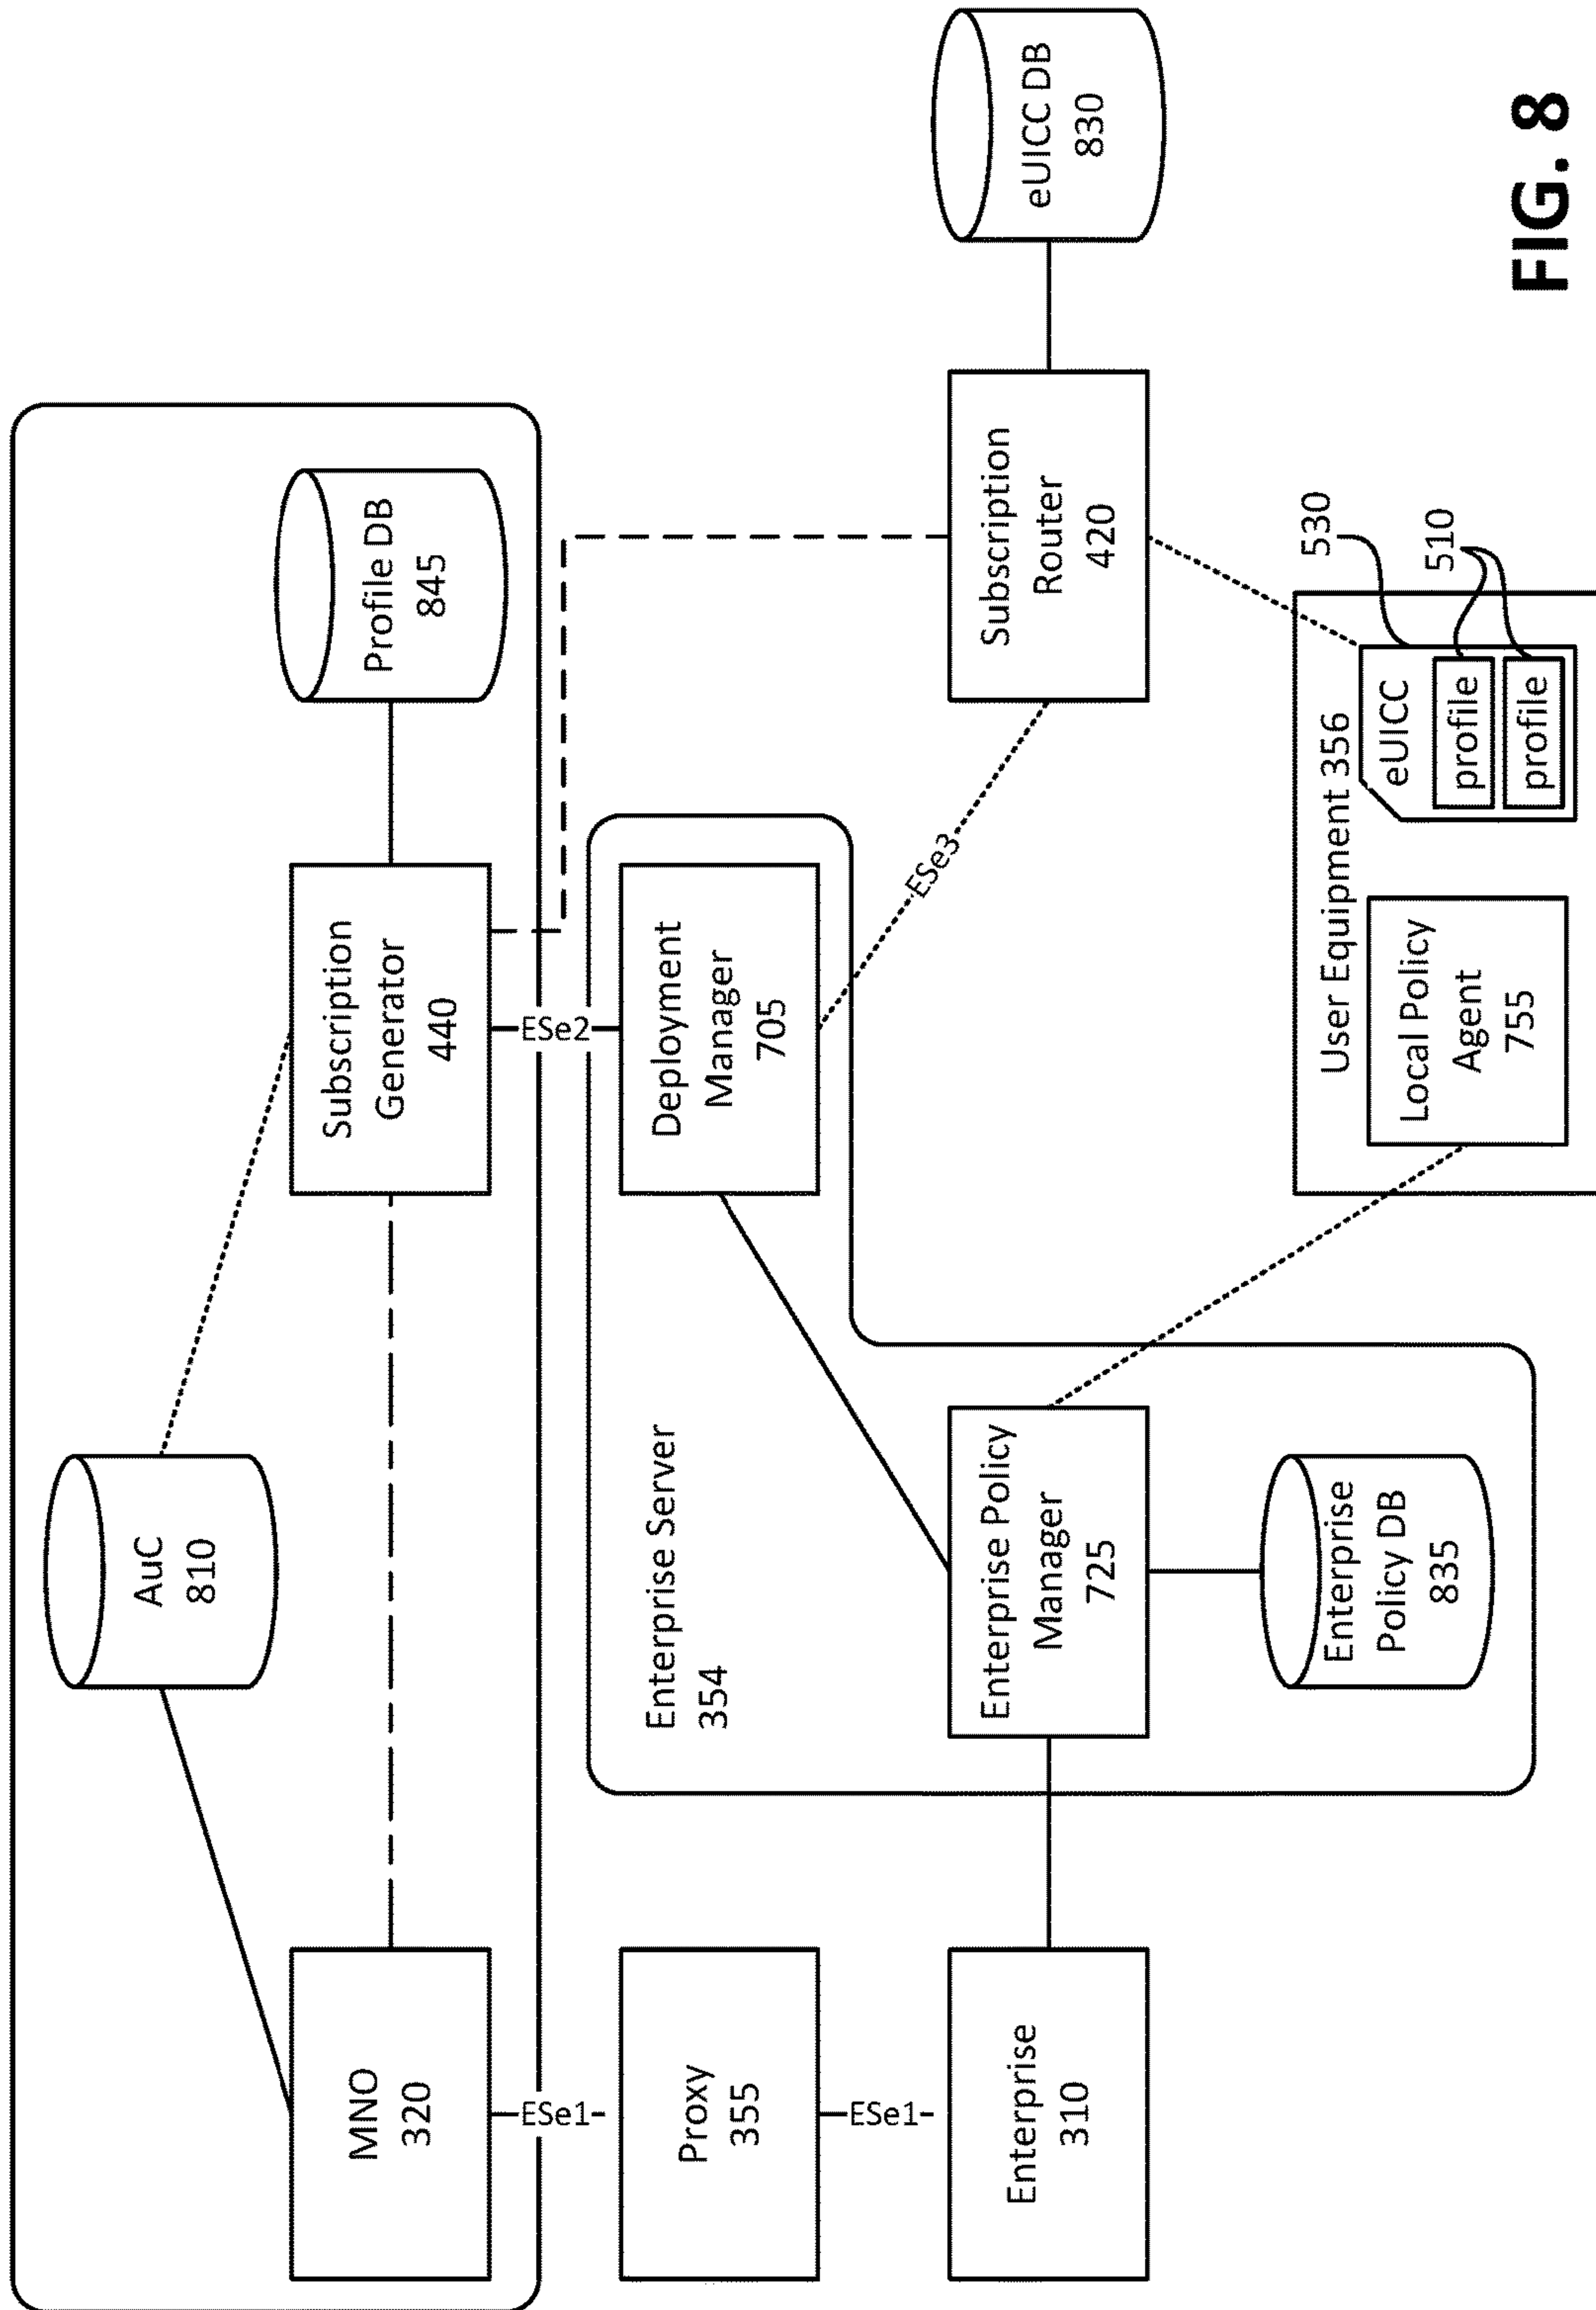 AuC
810
MNO
320
Subscription
Generator
440
Profile DB
845
ESe1
ESe2
Proxy
355
Enterprise Server
354
Deployment
Manager
705
ESe1
ESe3
Enterprise
310
Enterprise Policy
Manager
725
Subscription
Router
420
eUICC DB
830
Enterprise
Policy DB
835
User Equipment 356
Local Policy
Agent
755
eUICC
profile
profile
530
510
FIG. 8